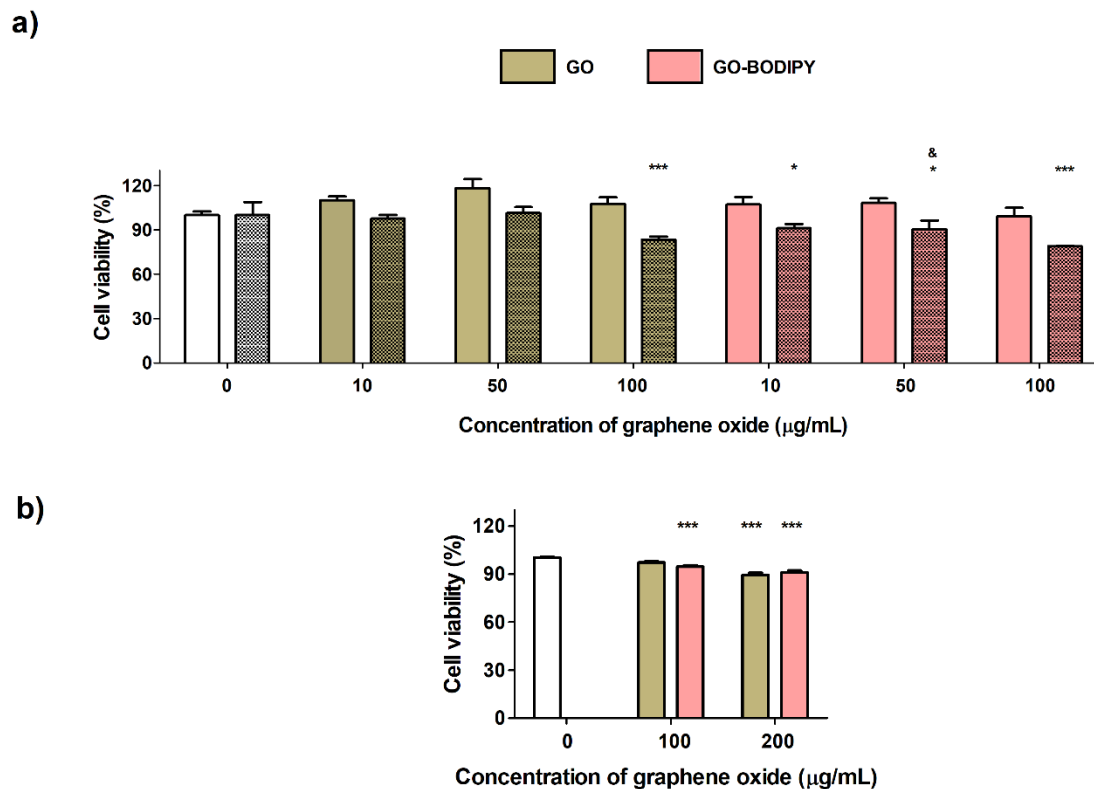 a)
GO GO-BODIPY
&
*** * * ***
120
90
60
30
0
Cell viability (%)
0 10 50 100 10 50 100
Concentration of graphene oxide (μg/mL)
b)
*** *** ***
120
90
60
30
0
Cell viability (%)
0 100 200
Concentration of graphene oxide (μg/mL)